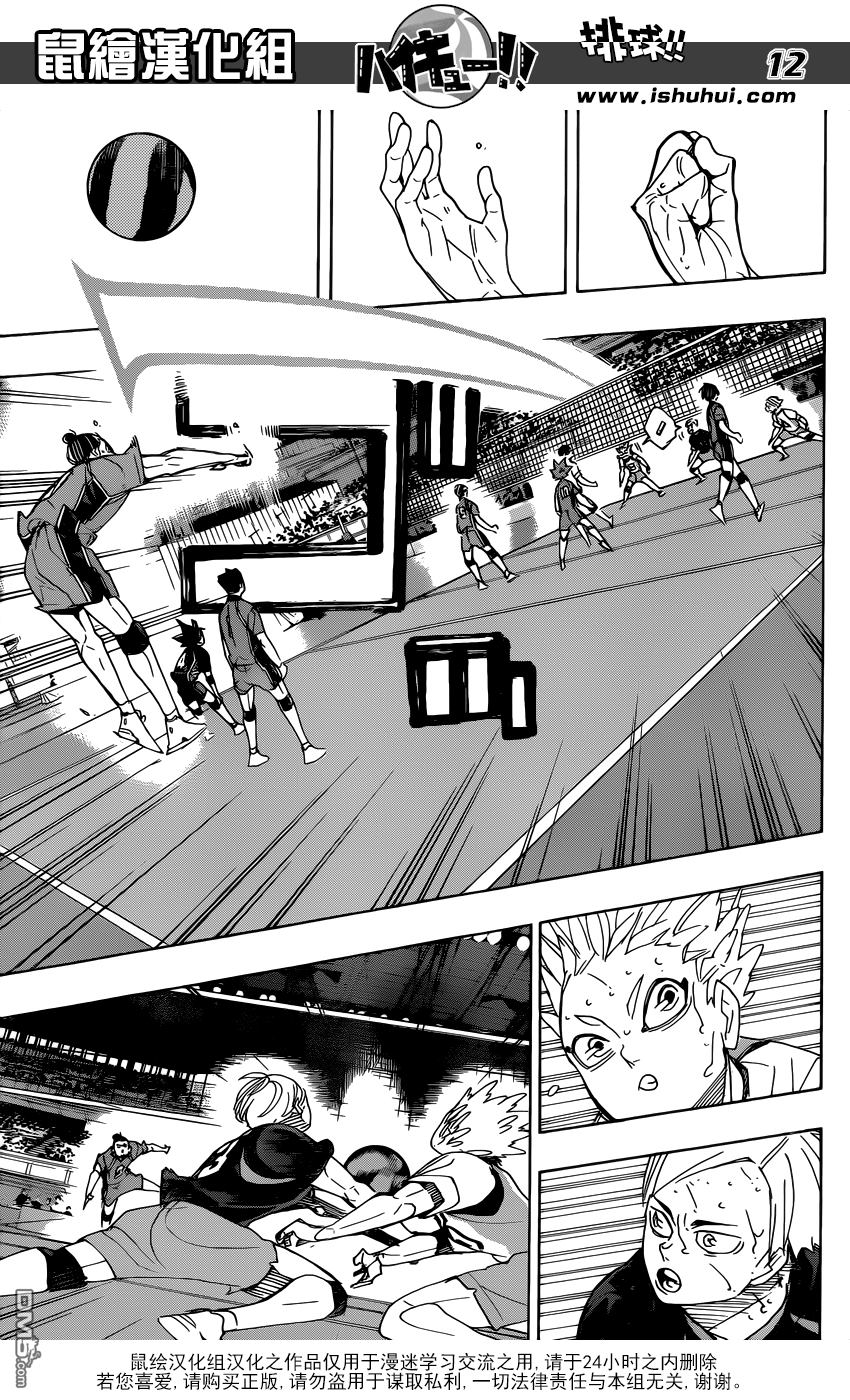 鼠繪漢化組
ハイキュー!!
排球!!
12
www.ishuhui.com
DM5
.com
鼠绘汉化组汉化之作品仅用于漫迷学习交流之用, 请于24小时之内删除
若您喜爱, 请购买正版, 请勿盗用于谋取私利, 一切法律责任与本组无关, 谢谢。